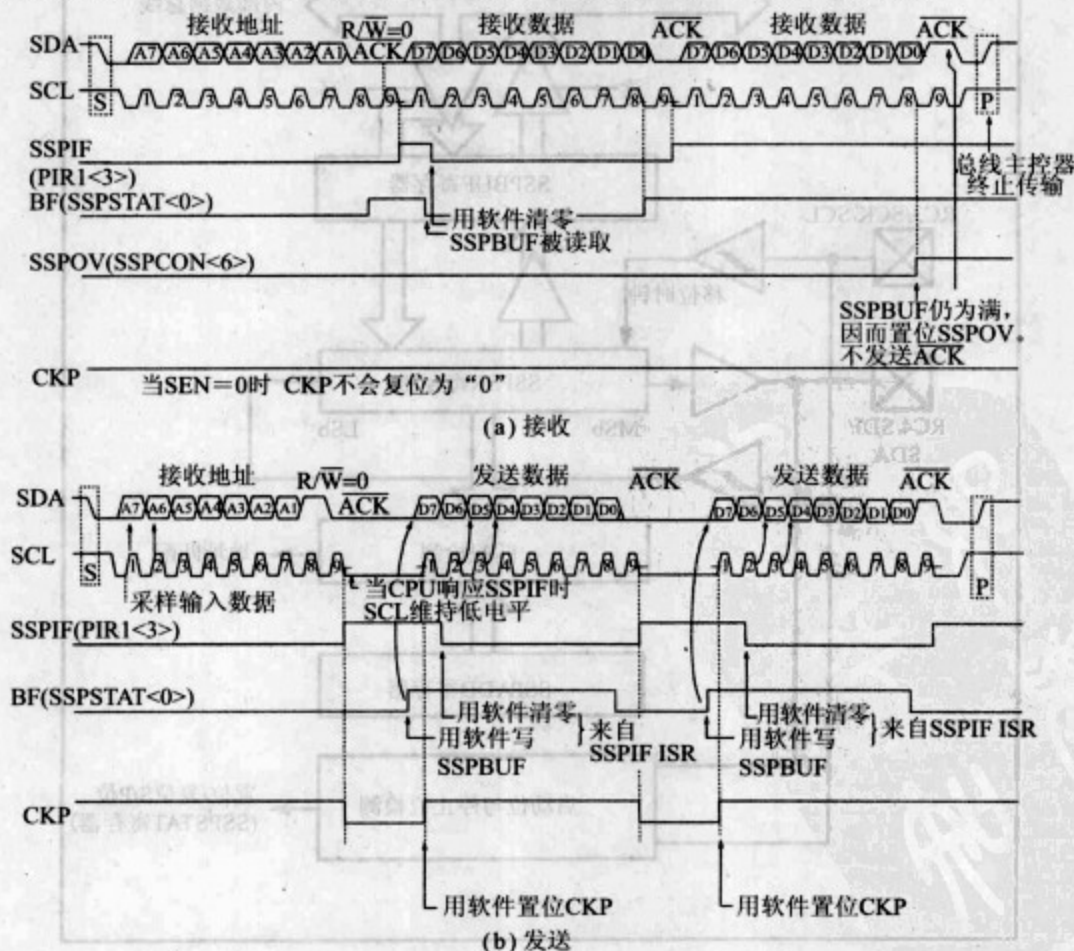 接收地址 R/W̅=0 接收数据 A̅C̅K̅ 接收数据 A̅C̅K̅
SDA A7 A6 A5 A4 A3 A2 A1 A̅C̅K̅ D7 D6 D5 D4 D3 D2 D1 D0 D7 D6 D5 D4 D3 D2 D1 D0
SCL S 1 2 3 4 5 6 7 8 9 1 2 3 4 5 6 7 8 9 1 2 3 4 5 6 7 8 9 P
SSPIF
(PIR1<3>)
总线主控器
终止传输
BF(SSPSTAT<0>)
用软件清零
SSPBUF被读取
SSPOV(SSPCON<6>)
SSPBUF仍为满,
因而置位SSPOV。
不发送A̅C̅K̅
CKP
当SEN=0时 CKP不会复位为“0”
(a) 接收
接收地址 R/W̅=0 发送数据 A̅C̅K̅ 发送数据 A̅C̅K̅
SDA A7 A6 A5 A4 A3 A2 A1 A̅C̅K̅ D7 D6 D5 D4 D3 D2 D1 D0 D7 D6 D5 D4 D3 D2 D1 D0
SCL S 1 2 3 4 5 6 7 8 9 1 2 3 4 5 6 7 8 9 1 2 3 4 5 6 7 8 9 P
采样输入数据
当CPU响应SSPIF时
SCL维持低电平
SSPIF(PIR1<3>)
BF(SSPSTAT<0>)
用软件清零
用软件写
SSPBUF
来自
SSPIF ISR
用软件清零
用软件写
SSPBUF
来自SSPIF ISR
CKP
用软件置位CKP
用软件置位CKP
(b) 发送